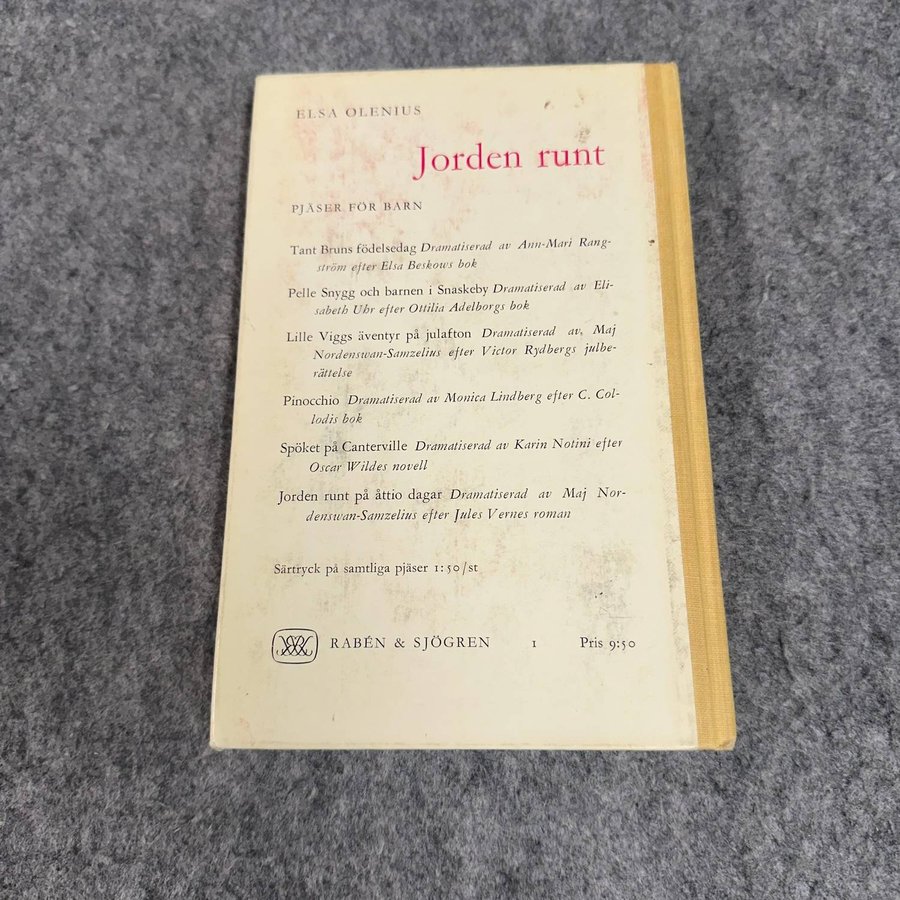 ELSA OLENIUS
Jorden runt
PJÄSER FÖR BARN
Tant Bruns födelsedag Dramatiserad av Ann-Mari Rang-
ström efter Elsa Beskows bok
Pelle Snygg och barnen i Snaskeby Dramatiserad av Eli-
sabeth Uhr efter Ottilia Adelborgs bok
Lille Viggs äventyr på julafton Dramatiserad av Maj
Nordenswan-Samzelius efter Victor Rydbergs julbe-
rättelse
Pinocchio Dramatiserad av Monica Lindberg efter C. Col-
lodis bok
Spöket på Canterville Dramatiserad av Karin Notini efter
Oscar Wildes novell
Jorden runt på åttio dagar Dramatiserad av Maj Nor-
denswan-Samzelius efter Jules Vernes roman
Särtryck på samtliga pjäser 1:50/st
RABÉN & SJÖGREN 1 Pris 9:50